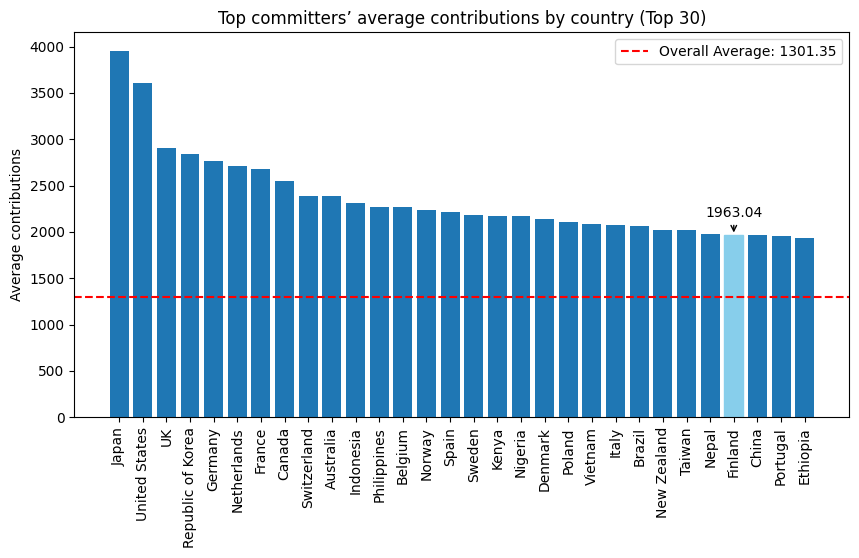 Top committers’ average contributions by country (Top 30)
Overall Average: 1301.35
Average contributions
4000
3500
3000
2500
2000
1500
1000
500
0
1963.04
Japan
United States
UK
Republic of Korea
Germany
Netherlands
France
Canada
Switzerland
Australia
Indonesia
Philippines
Belgium
Norway
Spain
Sweden
Kenya
Nigeria
Denmark
Poland
Vietnam
Italy
Brazil
New Zealand
Taiwan
Nepal
Finland
China
Portugal
Ethiopia